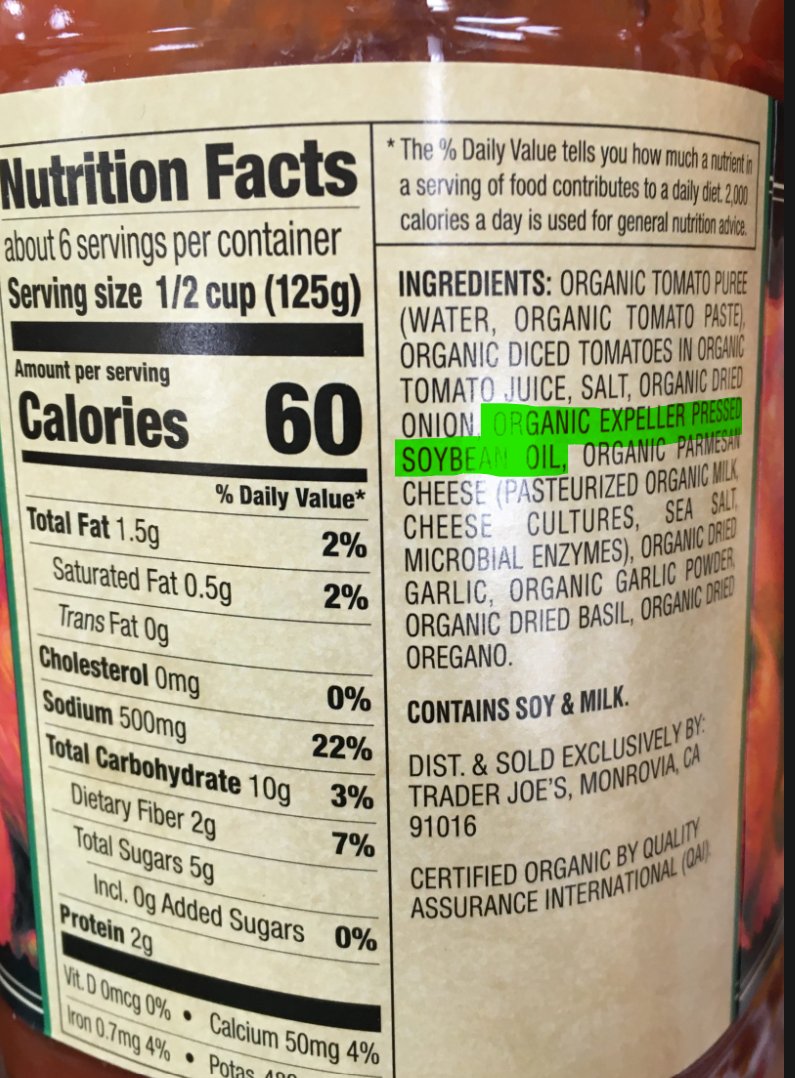 Nutrition Facts
about 6 servings per container
Serving size 1/2 cup (125g)
Amount per serving
Calories 60
% Daily Value*
Total Fat 1.5g 2%
Saturated Fat 0.5g 2%
Trans Fat 0g
Cholesterol 0mg 0%
Sodium 500mg 22%
Total Carbohydrate 10g 3%
Dietary Fiber 2g 7%
Total Sugars 5g
Incl. 0g Added Sugars 0%
Protein 2g
Vit. D 0mcg 0% • Calcium 50mg 4%
Iron 0.7mg 4% • Potas.
* The % Daily Value tells you how much a nutrient in
a serving of food contributes to a daily diet. 2,000
calories a day is used for general nutrition advice.
INGREDIENTS: ORGANIC TOMATO PUREE
(WATER, ORGANIC TOMATO PASTE),
ORGANIC DICED TOMATOES IN ORGANIC
TOMATO JUICE, SALT, ORGANIC DRIED
ONION, ORGANIC EXPELLER PRESSED
SOYBEAN OIL, ORGANIC PARMESAN
CHEESE (PASTEURIZED ORGANIC MILK,
CHEESE CULTURES, SEA SALT,
MICROBIAL ENZYMES), ORGANIC DRIED
GARLIC, ORGANIC GARLIC POWDER,
ORGANIC DRIED BASIL, ORGANIC DRIED
OREGANO.
CONTAINS SOY & MILK.
DIST. & SOLD EXCLUSIVELY BY:
TRADER JOE'S, MONROVIA, CA
91016
CERTIFIED ORGANIC BY QUALITY
ASSURANCE INTERNATIONAL (QAI).